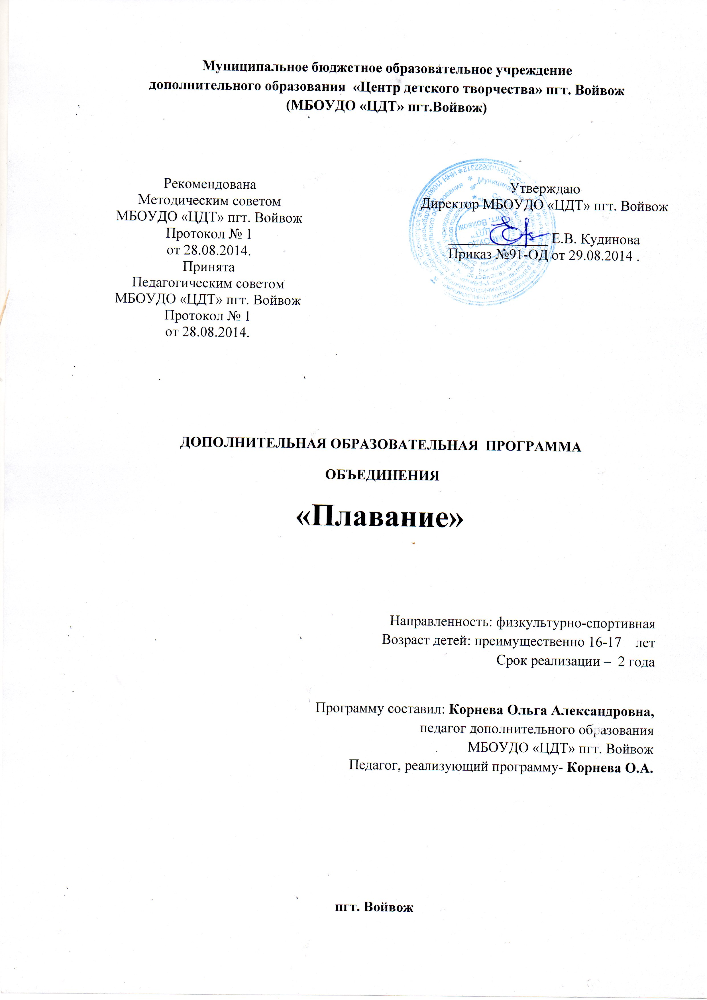 Муниципальное бюджетное образовательное учреждение
дополнительного образования «Центр детского творчества» пгт. Войвож
(МБОУДО «ЦДТ» пгт.Войвож)
Рекомендована
Методическим советом
МБОУДО «ЦДТ» пгт. Войвож
Протокол № 1
от 28.08.2014.
Принята
Педагогическим советом
МБОУДО «ЦДТ» пгт. Войвож
Протокол № 1
от 28.08.2014.
Утверждаю
Директор МБОУДО «ЦДТ» пгт. Войвож
Е.В. Кудинова
Приказ №91-ОД от 29.08.2014 .
МБОУДО
"ЦДТ"
пгт. Войвож
ДОПОЛНИТЕЛЬНАЯ ОБРАЗОВАТЕЛЬНАЯ ПРОГРАММА
ОБЪЕДИНЕНИЯ
«Плавание»
Направленность: физкультурно-спортивная
Возраст детей: преимущественно 16-17 лет
Срок реализации – 2 года
Программу составил: Корнева Ольга Александровна,
педагог дополнительного образования
МБОУДО «ЦДТ» пгт. Войвож
Педагог, реализующий программу- Корнева О.А.
пгт. Войвож